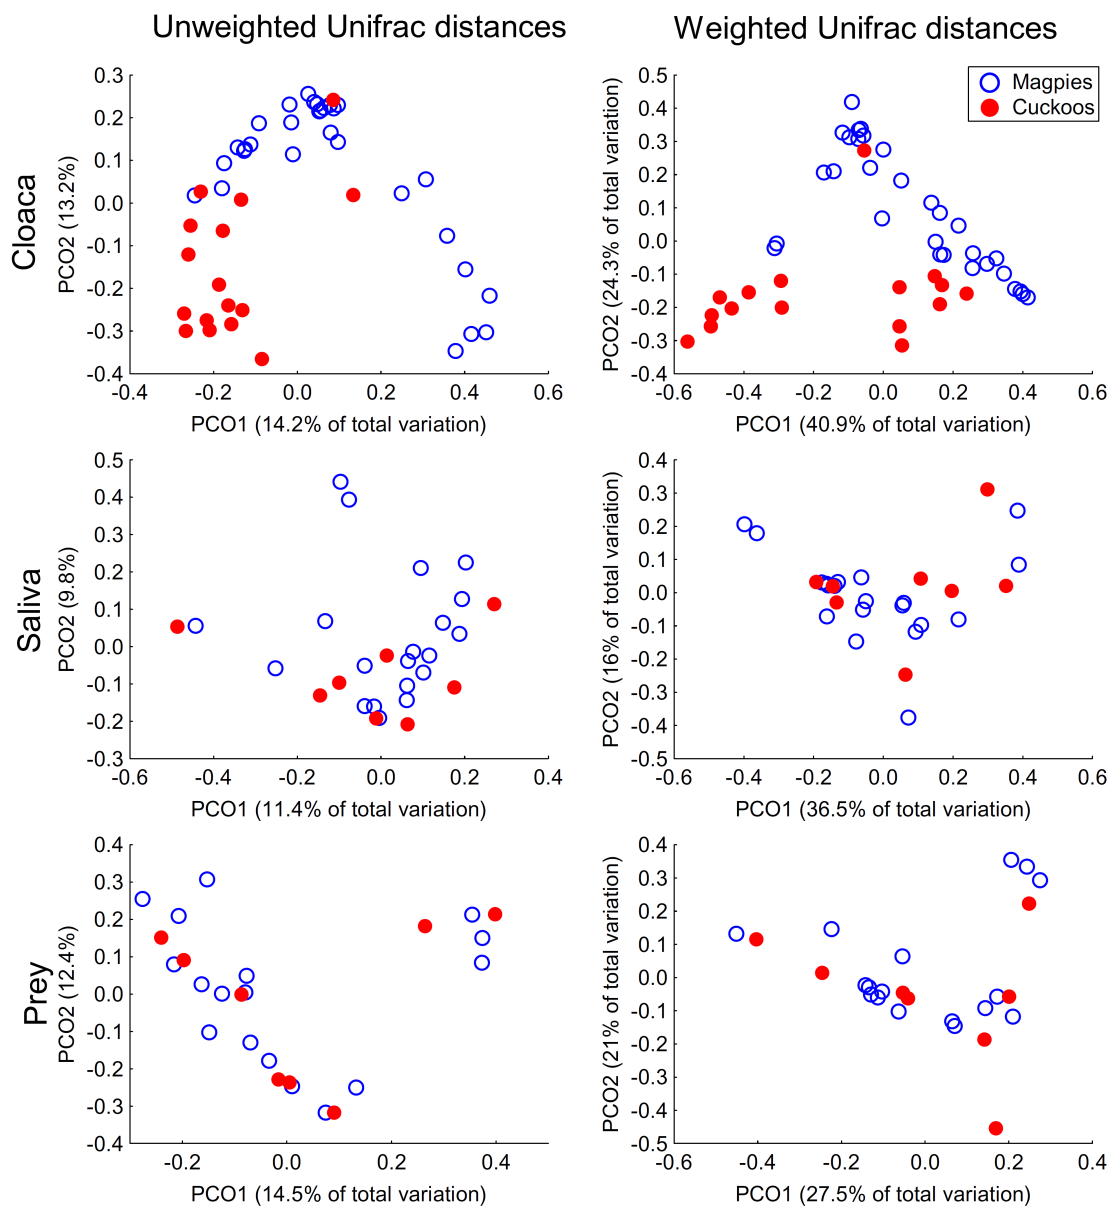 Unweighted Unifrac distances
Weighted Unifrac distances
Magpies
Cuckoos
Cloaca
PCO2 (13.2%)
0.3
0.2
0.1
0.0
-0.1
-0.2
-0.3
-0.4
-0.4 -0.2 0.0 0.2 0.4 0.6
PCO1 (14.2% of total variation)
PCO2 (24.3% of total variation)
0.5
0.4
0.3
0.2
0.1
0.0
-0.1
-0.2
-0.3
-0.4
-0.6 -0.4 -0.2 0.0 0.2 0.4 0.6
PCO1 (40.9% of total variation)
Saliva
PCO2 (9.8%)
0.5
0.4
0.3
0.2
0.1
0.0
-0.1
-0.2
-0.3
-0.6 -0.4 -0.2 0.0 0.2 0.4
PCO1 (11.4% of total variation)
PCO2 (16% of total variation)
0.4
0.3
0.2
0.1
0.0
-0.1
-0.2
-0.3
-0.4
-0.5
-0.6 -0.4 -0.2 0.0 0.2 0.4 0.6
PCO1 (36.5% of total variation)
Prey
PCO2 (12.4%)
0.4
0.3
0.2
0.1
0.0
-0.1
-0.2
-0.3
-0.4
-0.2 0.0 0.2 0.4
PCO1 (14.5% of total variation)
PCO2 (21% of total variation)
0.4
0.3
0.2
0.1
0.0
-0.1
-0.2
-0.3
-0.4
-0.5
-0.6 -0.4 -0.2 0.0 0.2 0.4
PCO1 (27.5% of total variation)